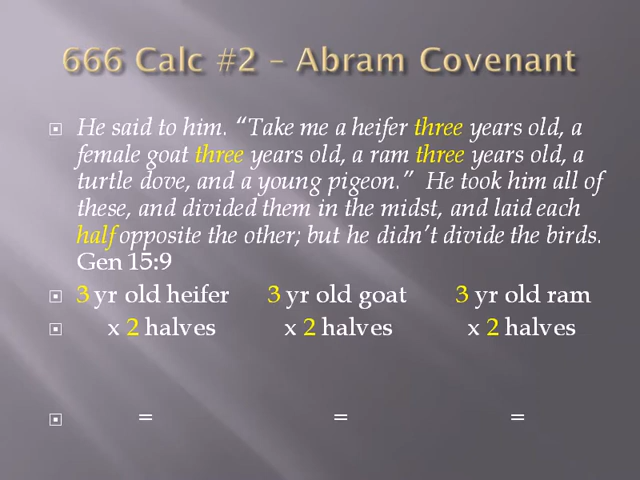 666 Calc #2 – Abram Covenant
He said to him. “Take me a heifer three years old, a
female goat three years old, a ram three years old, a
turtle dove, and a young pigeon.” He took him all of
these, and divided them in the midst, and laid each
half opposite the other; but he didn’t divide the birds.
Gen 15:9
3 yr old heifer 3 yr old goat 3 yr old ram
x 2 halves x 2 halves x 2 halves
= = =